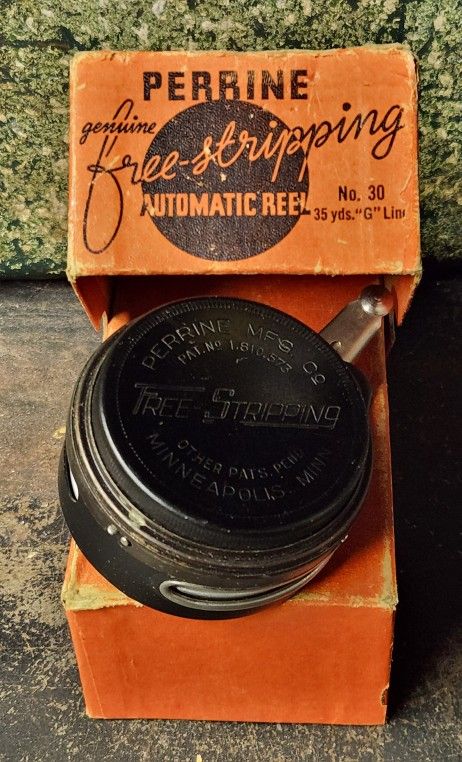 PERRINE
genuine
free-stripping
AUTOMATIC REEL
No. 30
35 yds. "G" Line
PERRINE MFG. Co
PAT. No 1,810,573
FREE-STRIPPING
OTHER PATS. PEND.
MINNEAPOLIS - MINN